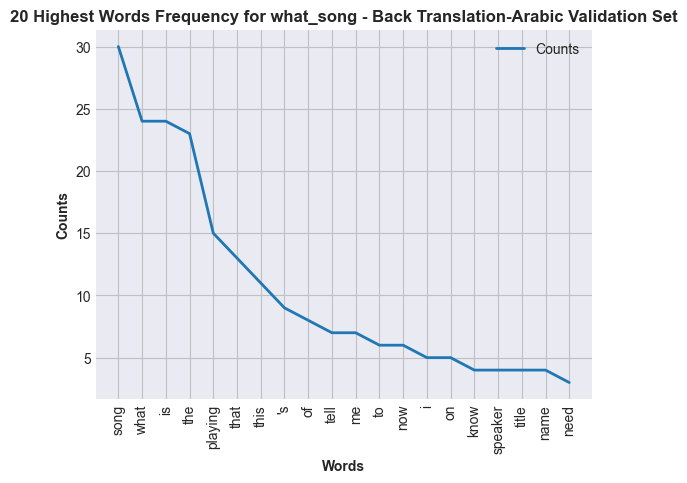 20 Highest Words Frequency for what_song - Back Translation-Arabic Validation Set
Counts
30
25
20
15
10
5
Counts
song
what
is
the
playing
that
this
's
of
tell
me
to
now
i
on
know
speaker
title
name
need
Words